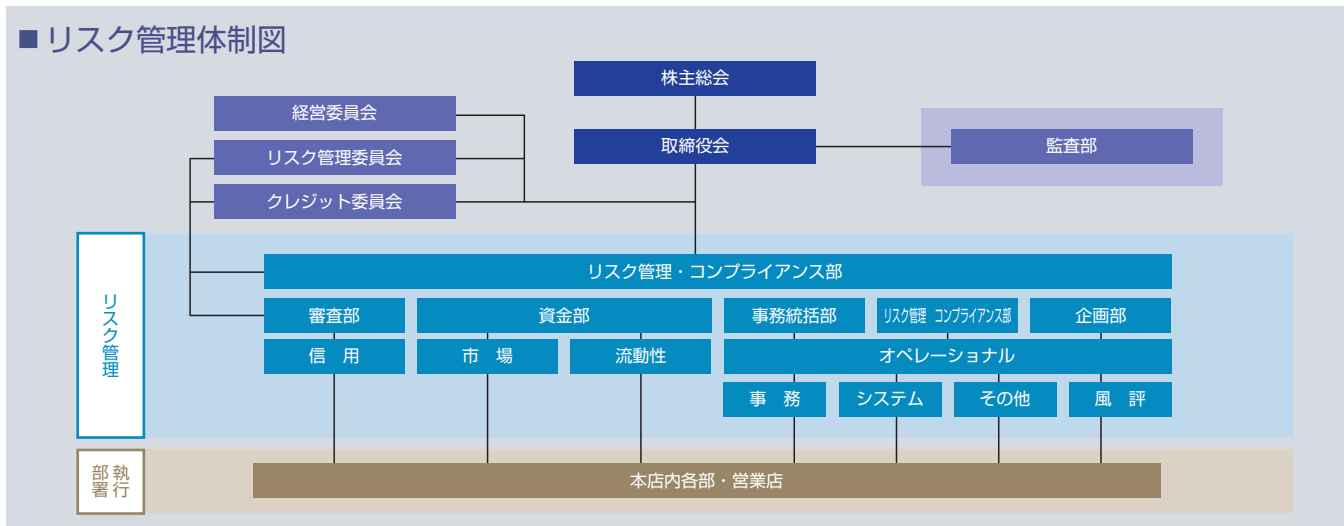 ■リスク管理体制図
株主総会
経営委員会
取締役会
監査部
リスク管理委員会
クレジット委員会
リスク管理
リスク管理・コンプライアンス部
審査部
資金部
事務統括部
リスク管理 コンプライアンス部
企画部
信 用
市 場
流動性
オペレーショナル
事 務
システム
その他
風 評
執行
部署
本店内各部・営業店